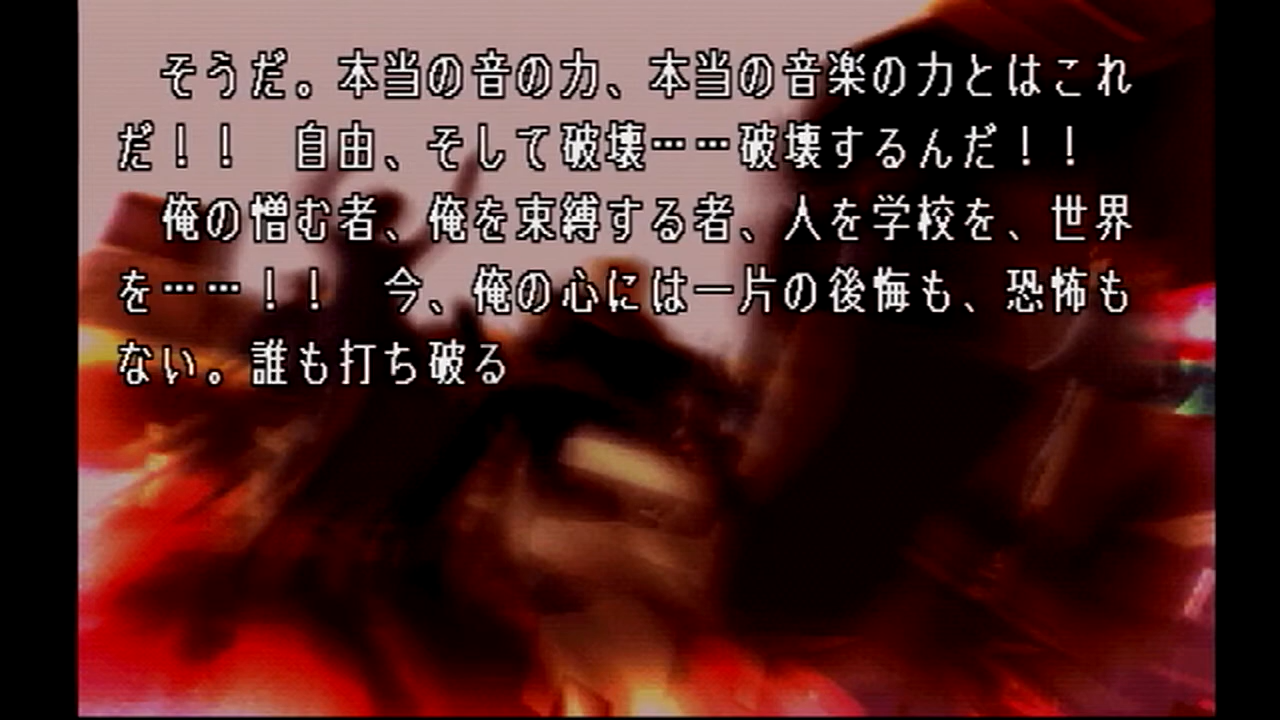 そうだ。本当の音の力、本当の音楽の力とはこれ
だ！！　自由、そして破壊……破壊するんだ！！
　俺の憎む者、俺を束縛する者、人を学校を、世界
を……！！　今、俺の心には一片の後悔も、恐怖も
ない。誰も打ち破る